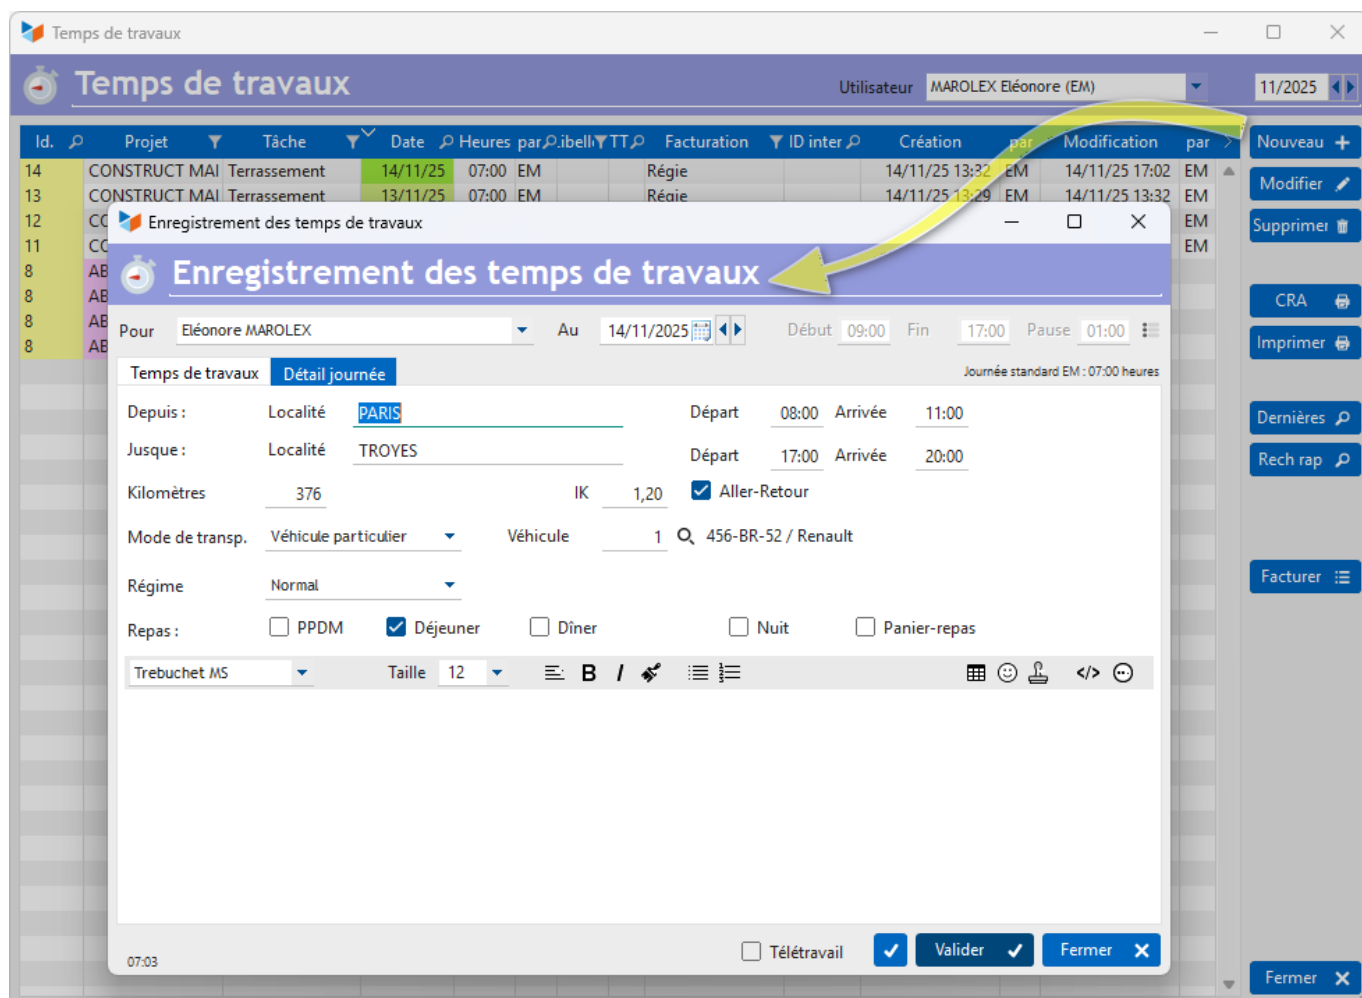 Temps de travaux
Temps de travaux
Utilisateur MAROLEX Eléonore (EM) 11/2025
Id. Projet Tâche Date Heures par .ibell TT Facturation ID inter Création par Modification par
Nouveau
14 CONSTRUCT MAI Terrassement 14/11/25 07:00 EM Régie 14/11/25 13:32 EM 14/11/25 17:02 EM
Modifier
13 CONSTRUCT MAI Terrassement 13/11/25 07:00 EM Régie 14/11/25 13:29 EM 14/11/25 13:32 EM
12 CC EM
Supprimer
11 CC EM
8 AB
8 AB
8 AB
8 AB
CRA
Imprimer
Dernières
Rech rap
Facturer
Fermer
Enregistrement des temps de travaux
Enregistrement des temps de travaux
Pour Eléonore MAROLEX Au 14/11/2025 Début 09:00 Fin 17:00 Pause 01:00
Temps de travaux Détail journée Journée standard EM : 07:00 heures
Depuis : Localité PARIS Départ 08:00 Arrivée 11:00
Jusque : Localité TROYES Départ 17:00 Arrivée 20:00
Kilomètres 376 IK 1,20 Aller-Retour
Mode de transp. Véhicule particulier Véhicule 1 456-BR-52 / Renault
Régime Normal
Repas : PPDM Déjeuner Dîner Nuit Panier-repas
Trebuchet MS Taille 12 B I </>
07:03 Télétravail Valider Fermer